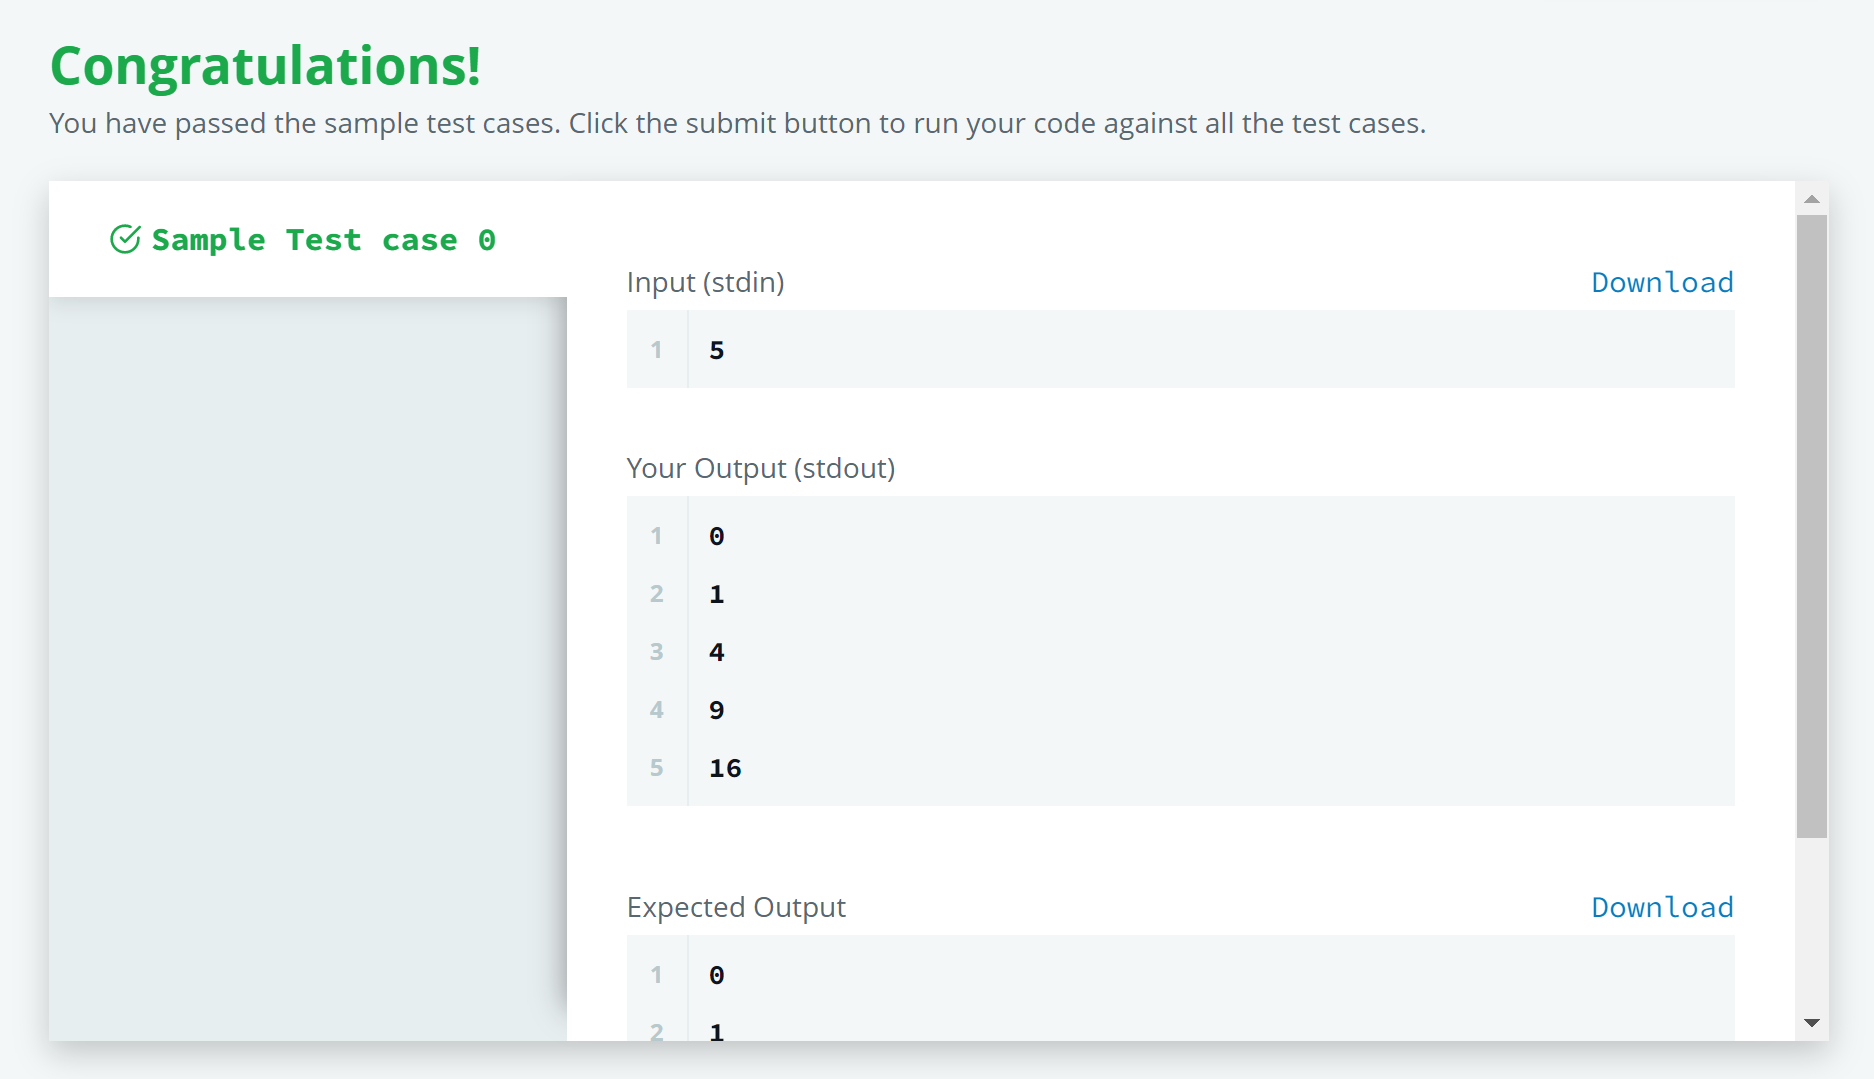 Congratulations!
You have passed the sample test cases. Click the submit button to run your code against all the test cases.
Sample Test case 0
Input (stdin) Download
1 5
Your Output (stdout)
1 0
2 1
3 4
4 9
5 16
Expected Output Download
1 0
2 1